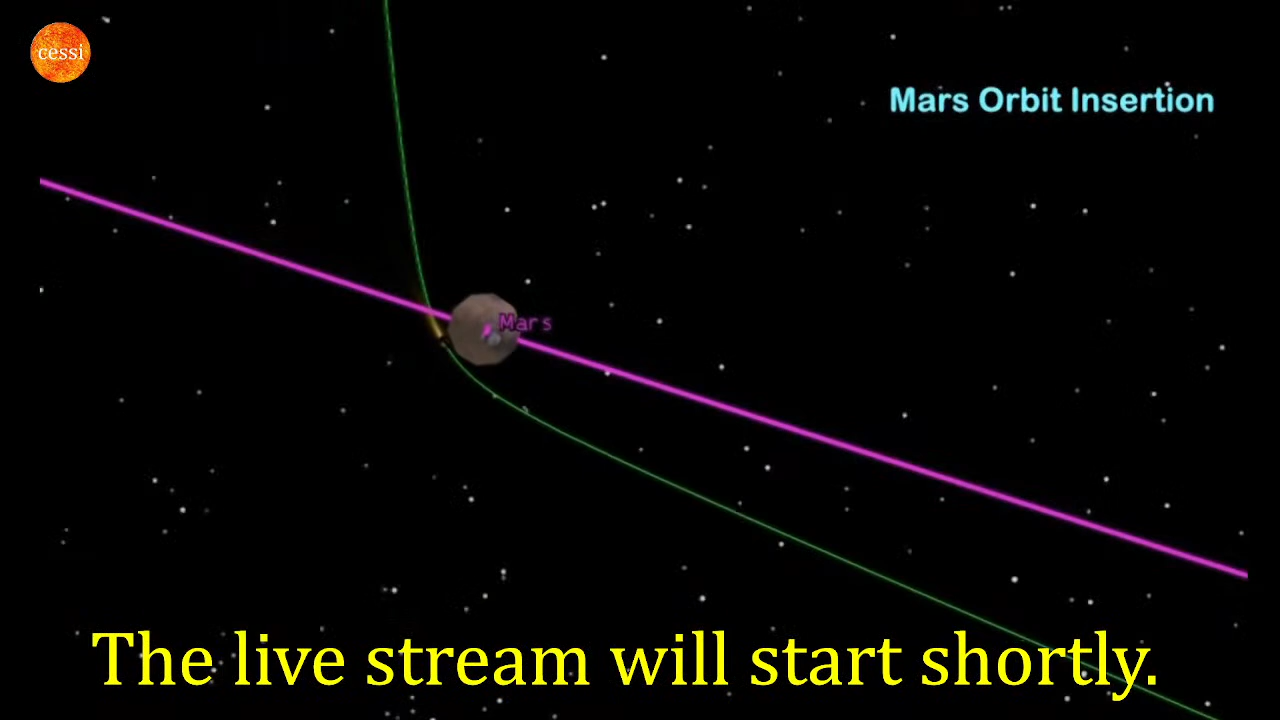 cessi
Mars Orbit Insertion
Mars
The live stream will start shortly.